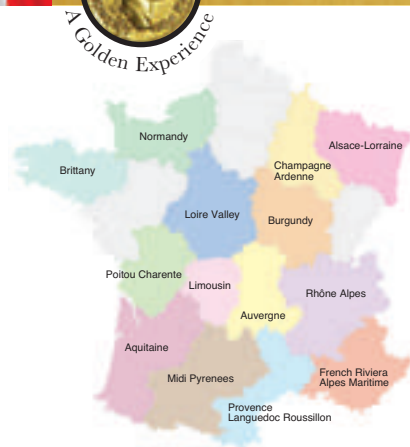 A Golden Experience
Normandy
Alsace-Lorraine
Champagne
Ardenne
Brittany
Loire Valley
Burgundy
Poitou Charente
Limousin
Rhône Alpes
Auvergne
Aquitaine
Midi Pyrenees
French Riviera
Alpes Maritime
Provence
Languedoc Roussillon